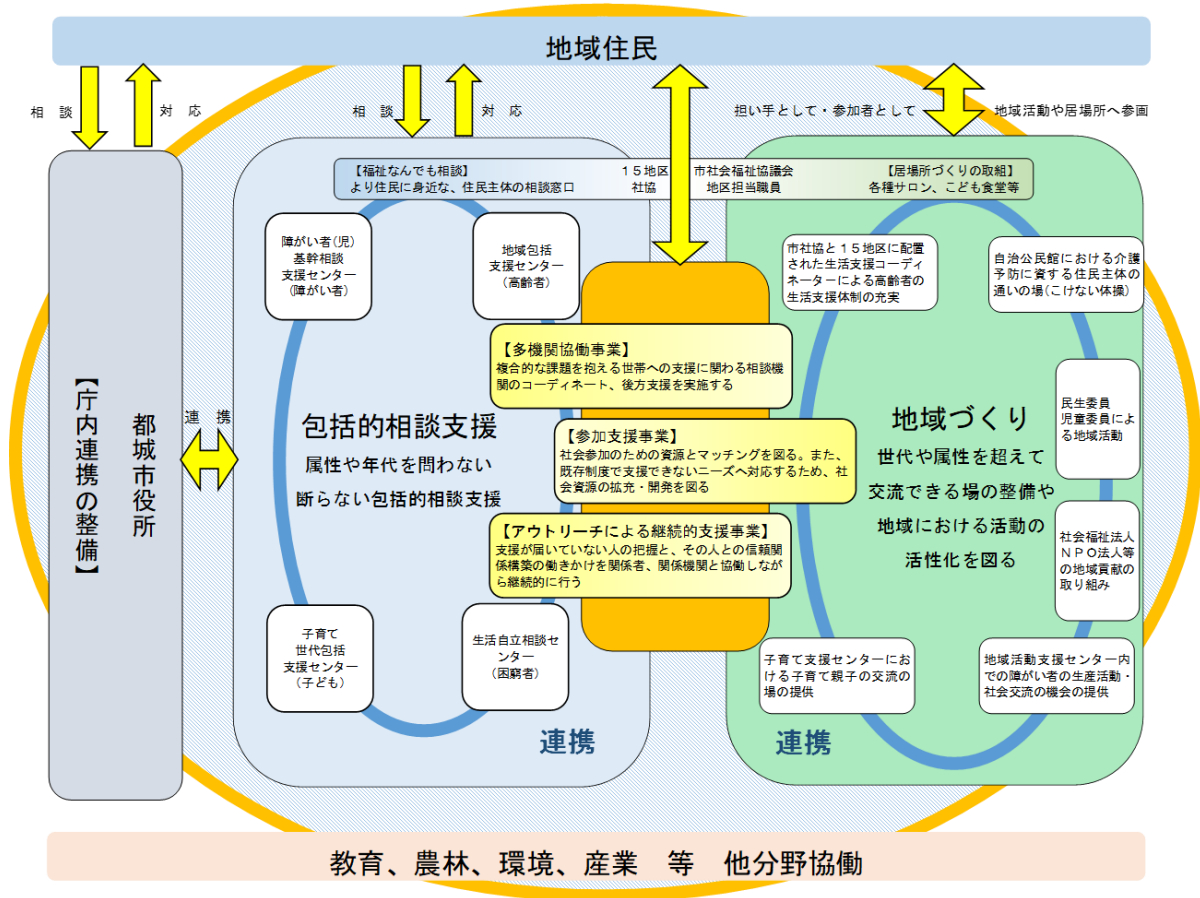 地域住民
相　談
対　応
相　談
対　応
担い手として・参加者として
地域活動や居場所へ参画
【福祉なんでも相談】
より住民に身近な、住民主体の相談窓口
１５地区
社協
市社会福祉協議会
地区担当職員
【居場所づくりの取組】
各種サロン、こども食堂等
【庁内連携の整備】
都城市役所
連　携
障がい者(児)
基幹相談
支援センター
(障がい者)
地域包括
支援センター
(高齢者)
包括的相談支援
属性や年代を問わない
断らない包括的相談支援
子育て
世代包括
支援センター
(子ども)
生活自立相談セ
ンター
(困窮者)
連携
【多機関協働事業】
複合的な課題を抱える世帯への支援に関わる相談機
関のコーディネート、後方支援を実施する
【参加支援事業】
社会参加のための資源とマッチングを図る。また、
既存制度で支援できないニーズへ対応するため、社
会資源の拡充・開発を図る
【アウトリーチによる継続的支援事業】
支援が届いていない人の把握と、その人との信頼関
係構築の働きかけを関係者、関係機関と協働しなが
ら継続的に行う
市社協と１５地区に配置
された生活支援コーディ
ネーターによる高齢者の
生活支援体制の充実
自治公民館における介護
予防に資する住民主体の
通いの場(こけない体操)
民生委員
児童委員によ
る地域活動
地域づくり
世代や属性を超えて
交流できる場の整備や
地域における活動の
活性化を図る
社会福祉法人
ＮＰＯ法人等
の地域貢献の
取り組み
子育て支援センターにお
ける子育て親子の交流の
場の提供
地域活動支援センター内
での障がい者の生産活動・
社会交流の機会の提供
連携
教育、農林、環境、産業　等　他分野協働